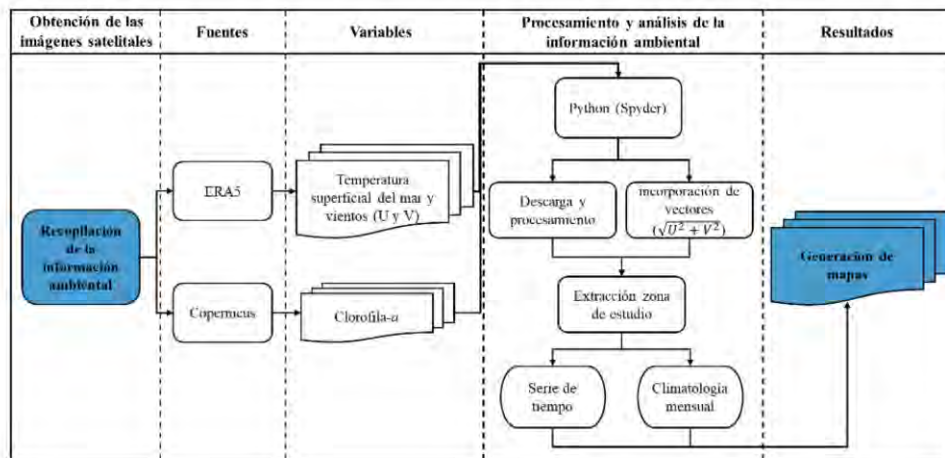 Obtención de las
imágenes satelitales
Fuentes
Variables
Procesamiento y análisis de la
información ambiental
Resultados
Recopilación
de la
información
ambiental
ERA5
Copernicus
Temperatura
superficial del mar y
vientos (U y V)
Clorofila-a
Python (Spyder)
Descarga y
procesamiento
incorporación de
vectores
(√U² + V²)
Extracción zona
de estudio
Serie de
tiempo
Climatología
mensual
Generación de
mapas